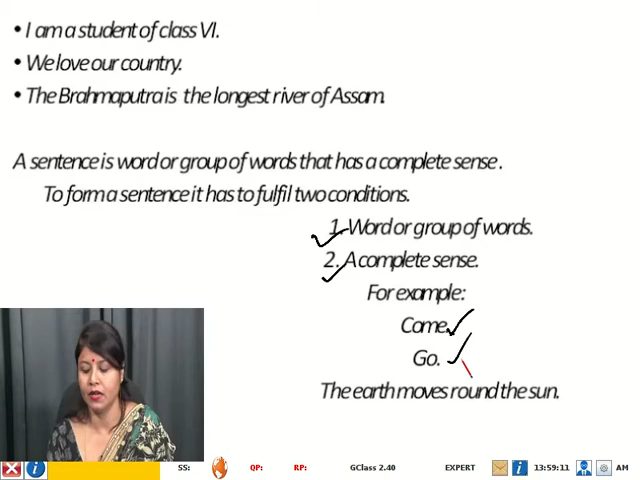 • I am a student of class VI.
• We love our country.
• The Brahmaputra is the longest river of Assam.
A sentence is word or group of words that has a complete sense.
To form a sentence it has to fulfil two conditions.
1. Word or group of words.
2. A complete sense.
For example:
Come.
Go.
The earth moves round the sun.
SS: QP: RP: GClass 2.40 EXPERT 13:59:11 AM